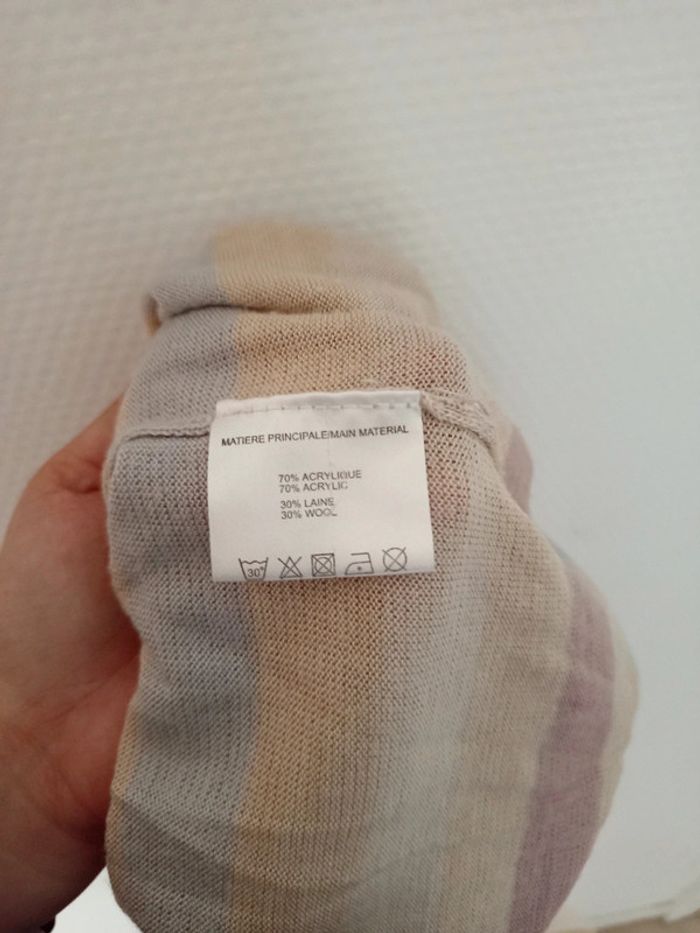 MATIERE PRINCIPALE/MAIN MATERIAL
70% ACRYLIQUE
70% ACRYLIC
30% LAINE
30% WOOL
30°